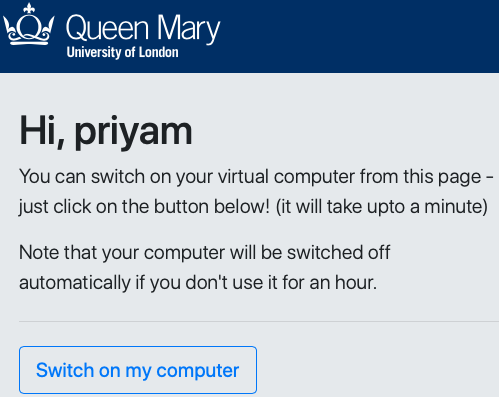 Queen Mary
University of London
Hi, priyam
You can switch on your virtual computer from this page -
just click on the button below! (it will take upto a minute)
Note that your computer will be switched off
automatically if you don't use it for an hour.
Switch on my computer